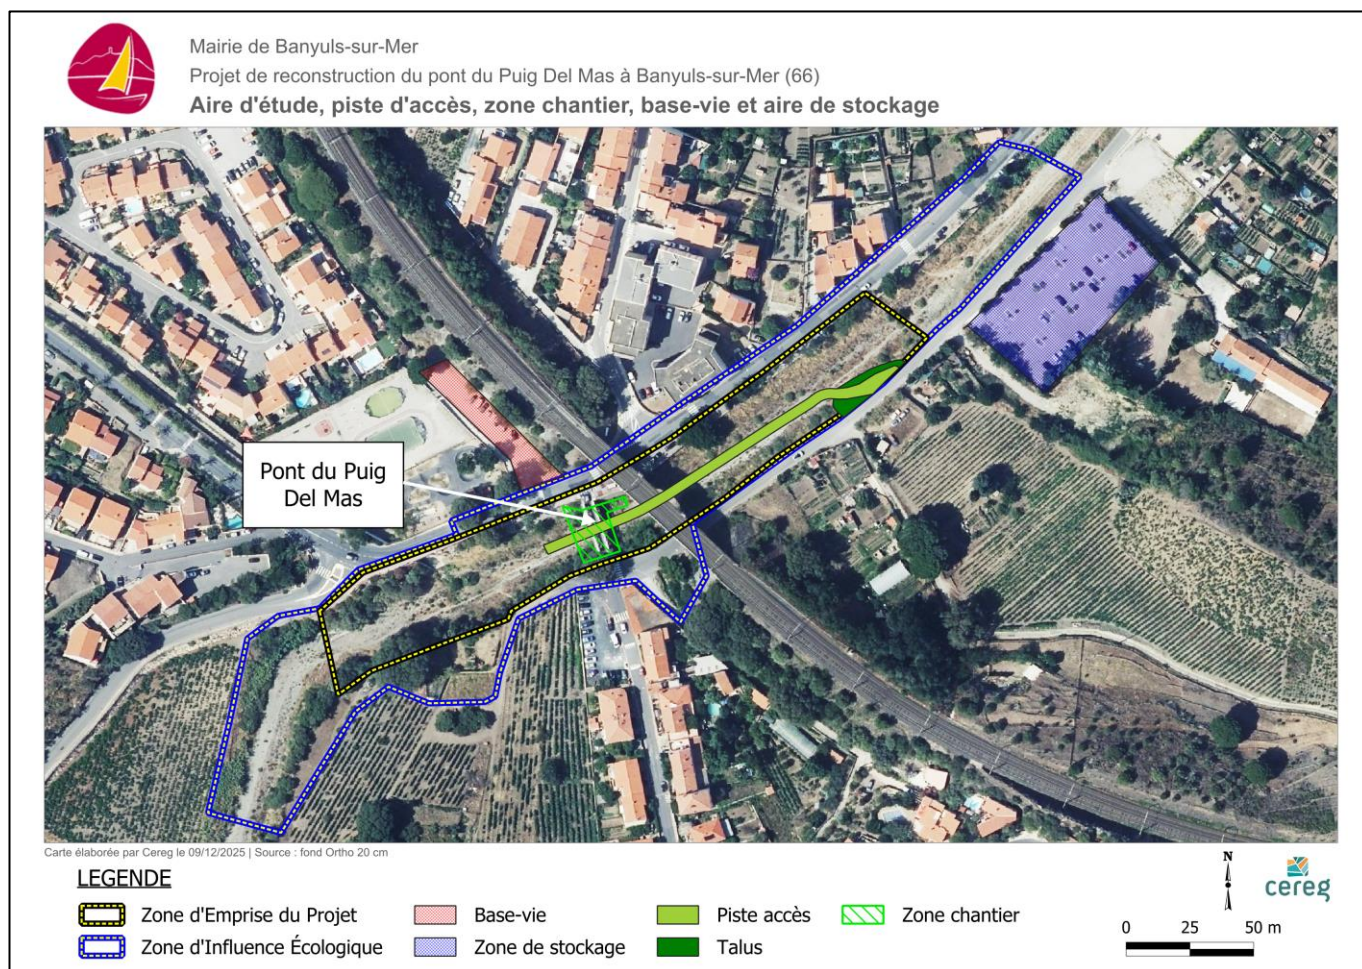 Mairie de Banyuls-sur-Mer
Projet de reconstruction du pont du Puig Del Mas à Banyuls-sur-Mer (66)
Aire d'étude, piste d'accès, zone chantier, base-vie et aire de stockage
Pont du Puig
Del Mas
Carte élaborée par Cereg le 09/12/2025 | Source : fond Ortho 20 cm
LEGENDE
Zone d'Emprise du Projet
Base-vie
Piste accès
Zone chantier
Zone d'Influence Écologique
Zone de stockage
Talus
N
cereg
0 25 50 m